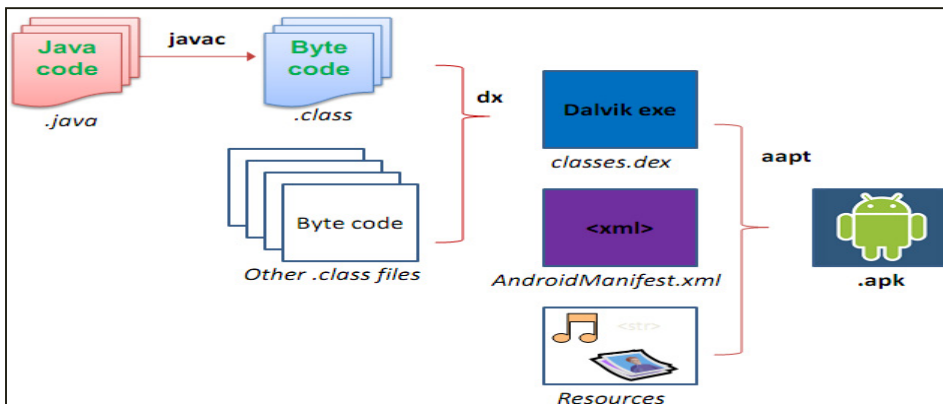 Java
code
.java
javac
Byte
code
.class
dx
Byte code
Other .class files
Dalvik exe
classes.dex
aapt
<xml>
AndroidManifest.xml
<str>
Resources
.apk